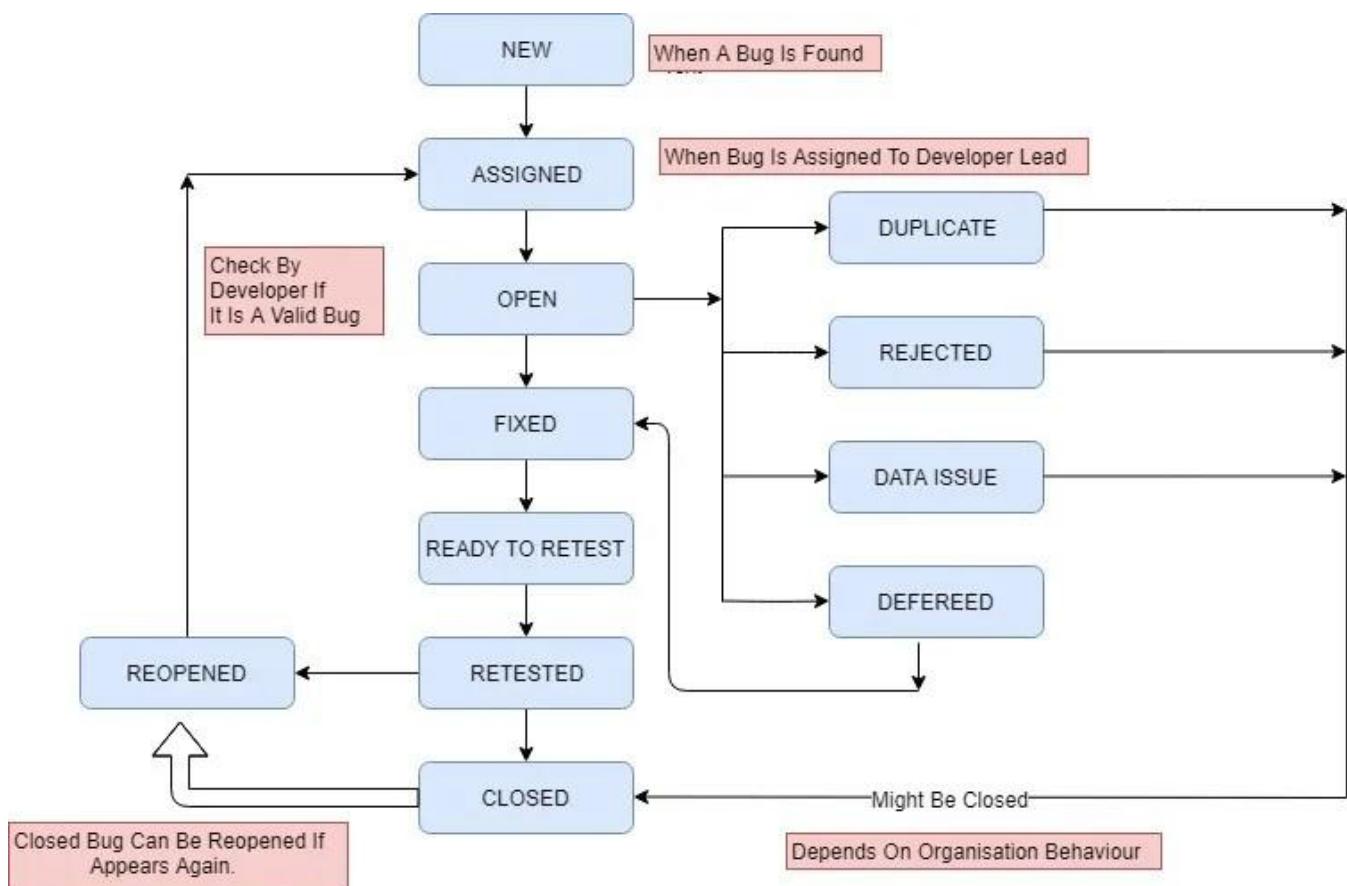 NEW
When A Bug Is Found
ASSIGNED
When Bug Is Assigned To Developer Lead
DUPLICATE
Check By
Developer If
It Is A Valid Bug
OPEN
REJECTED
FIXED
DATA ISSUE
READY TO RETEST
DEFEREED
REOPENED
RETESTED
CLOSED
Might Be Closed
Closed Bug Can Be Reopened If
Appears Again.
Depends On Organisation Behaviour